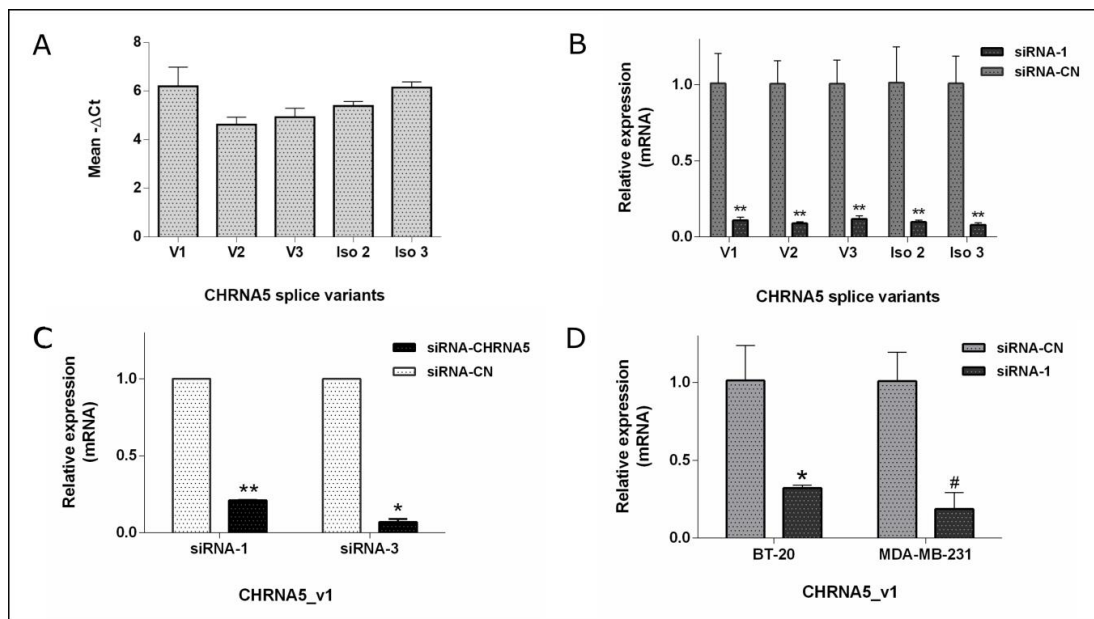 A
Mean -ΔCt
8
6
4
2
0
V1 V2 V3 Iso 2 Iso 3
CHRNA5 splice variants
B
siRNA-1
siRNA-CN
Relative expression
(mRNA)
1.0
0.5
0.0
** ** ** ** **
V1 V2 V3 Iso 2 Iso 3
CHRNA5 splice variants
C
siRNA-CHRNA5
siRNA-CN
Relative expression
(mRNA)
1.0
0.5
0.0
** *
siRNA-1 siRNA-3
CHRNA5_v1
D
siRNA-CN
siRNA-1
Relative expression
(mRNA)
1.0
0.5
0.0
* #
BT-20 MDA-MB-231
CHRNA5_v1